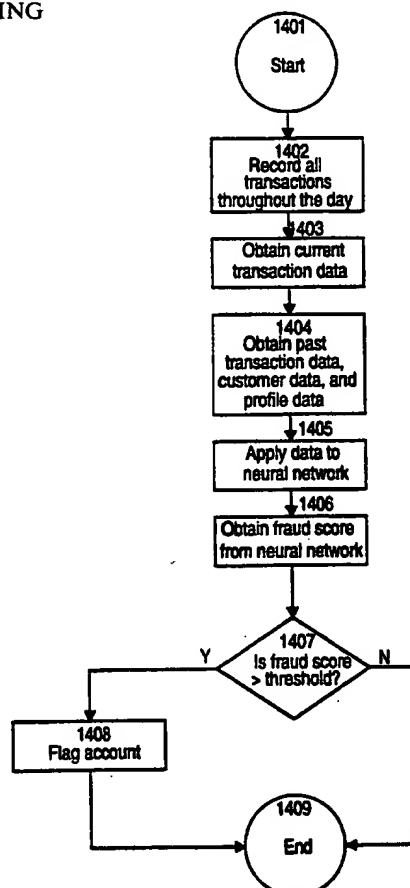 ING
1401
Start
1402
Record all
transactions
throughout the day
1403
Obtain current
transaction data
1404
Obtain past
transaction data,
customer data, and
profile data
1405
Apply data to
neural network
1406
Obtain fraud score
from neural network
1407
Is fraud score
> threshold?
Y
N
1408
Flag account
1409
End